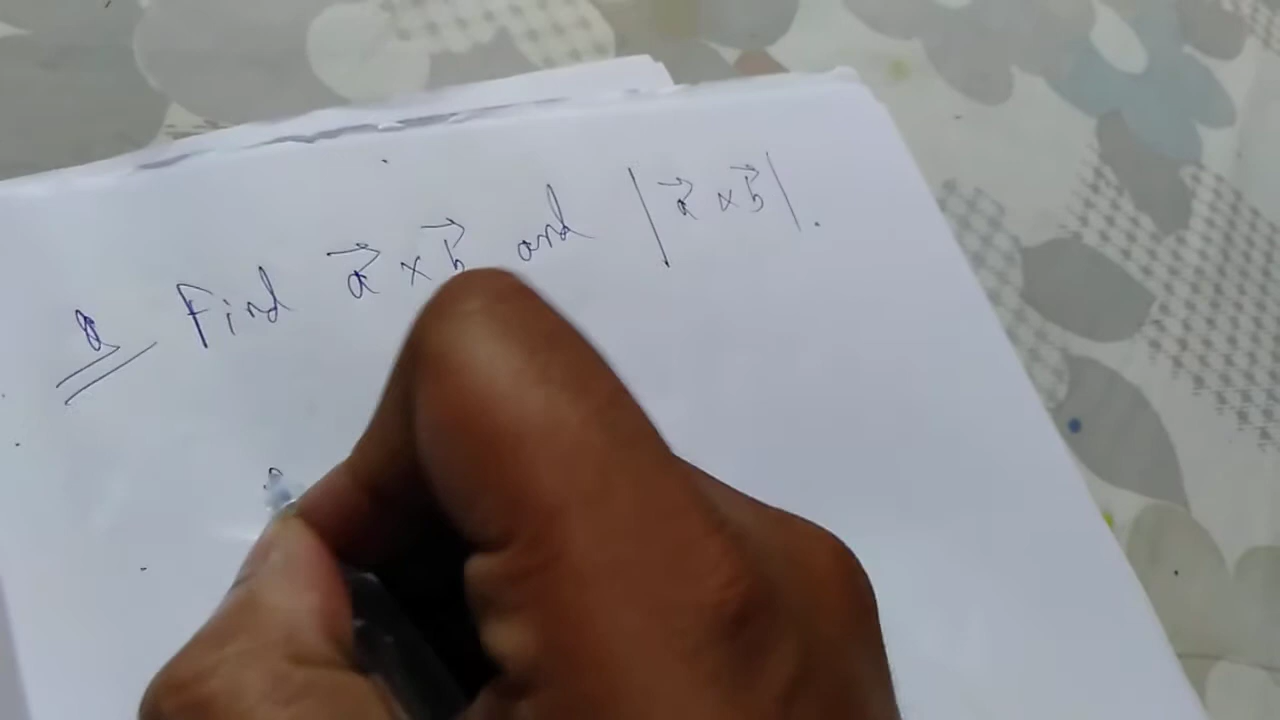 Q Find a⃗ × b⃗ and | a⃗ × b⃗ |.